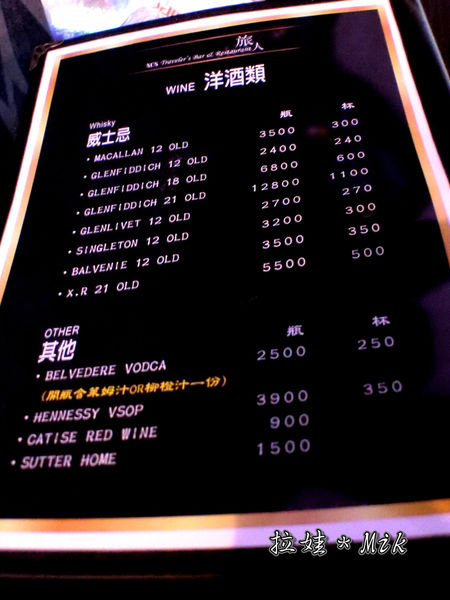 旅人
XCS Traveler's Bar & Restaurant
WINE 洋酒類
Whisky
威士忌 瓶 杯
・MACALLAN 12 OLD 3500 300
・GLENFIDDICH 12 OLD 2400 240
・GLENFIDDICH 18 OLD 6800 600
・GLENFIDDICH 21 OLD 12800 1100
・GLENLIVET 12 OLD 2700 270
・SINGLETON 12 OLD 3200 300
・BALVENIE 12 OLD 3500 350
・X.R 21 OLD 5500 500
OTHER
其他 瓶 杯
・BELVEDERE VODCA 2500 250
(開瓶含萊姆汁OR柳橙汁一份)
・HENNESSY VSOP 3900 350
・CATISE RED WINE 900
・SUTTER HOME 1500
拉娃*Mik